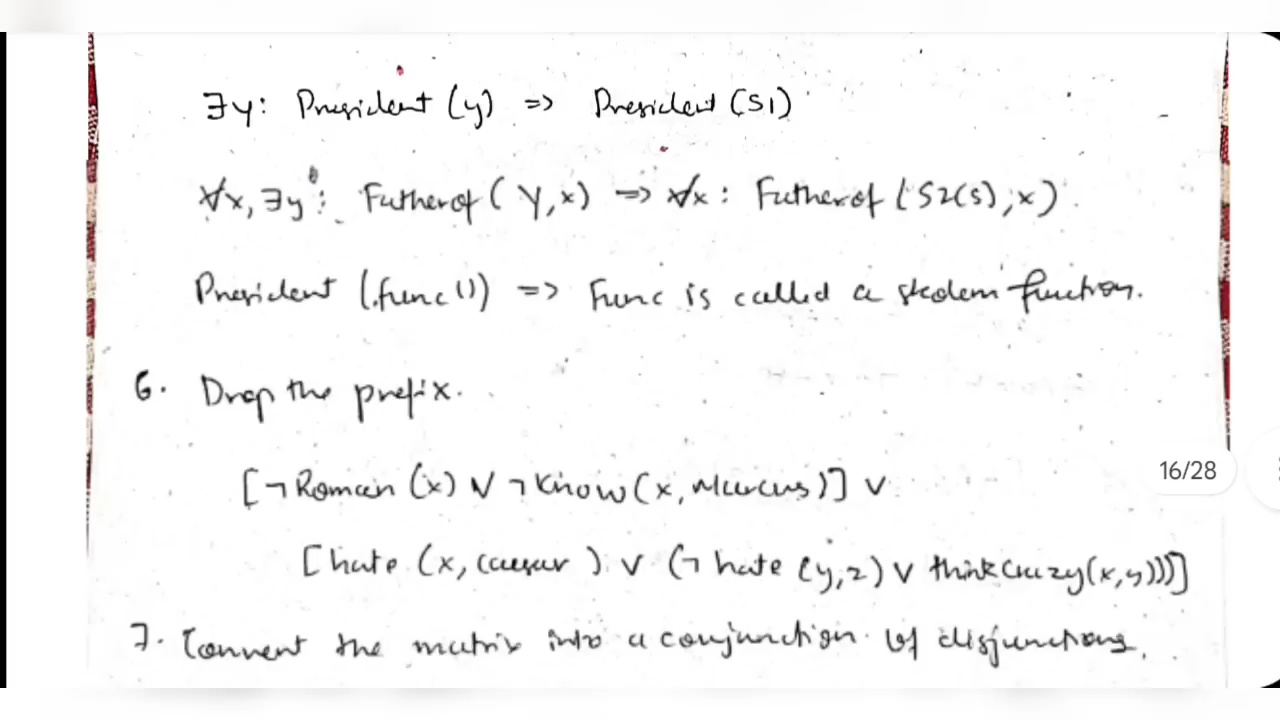 ∃y: President (y) => President (S1)
∀x, ∃y: Fatherof (Y,x) => ∀x: Fatherof (S2(s), x).
President (func()) => Func is called a skolem function.
6. Drop the prefix.
[¬Roman (x) ∨ ¬Know (x, Marcus)] ∨
16/28
[hate (x, caesar) ∨ (¬hate (y,z) ∨ thinkCrazy(x,y)))]
7. Convert the matrix into a conjunction of disjunctions.